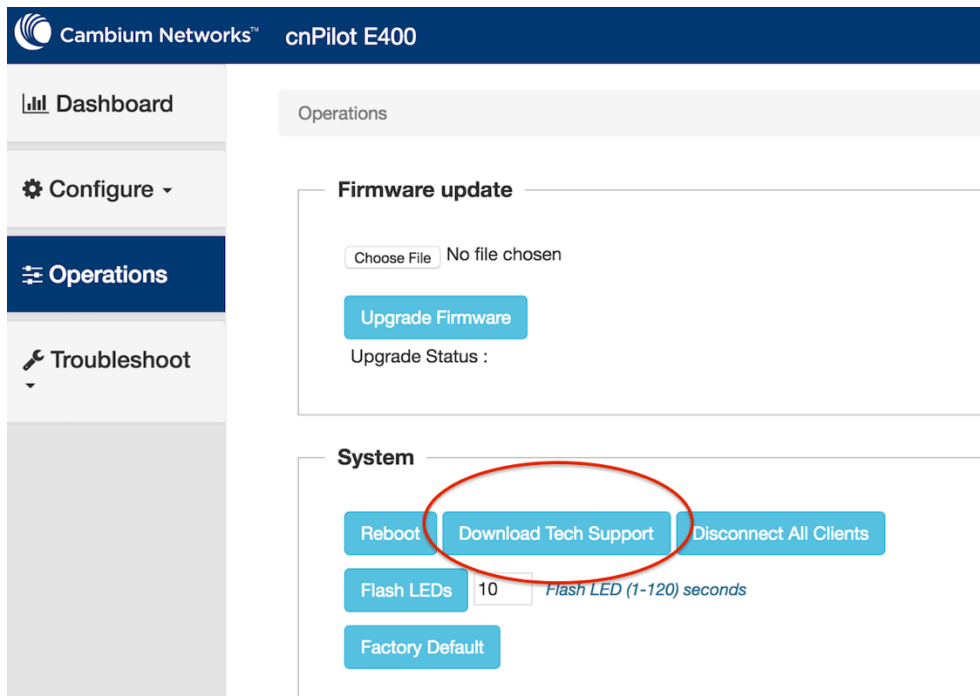 Cambium Networks™ cnPilot E400
Dashboard
Configure
Operations
Troubleshoot
Operations
Firmware update
Choose File No file chosen
Upgrade Firmware
Upgrade Status :
System
Reboot Download Tech Support Disconnect All Clients
Flash LEDs 10 Flash LED (1-120) seconds
Factory Default